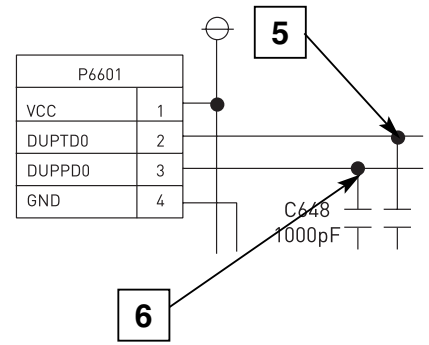 5
P6601
VCC 1
DUPTD0 2
DUPPD0 3
GND 4
C648
1000pF
6